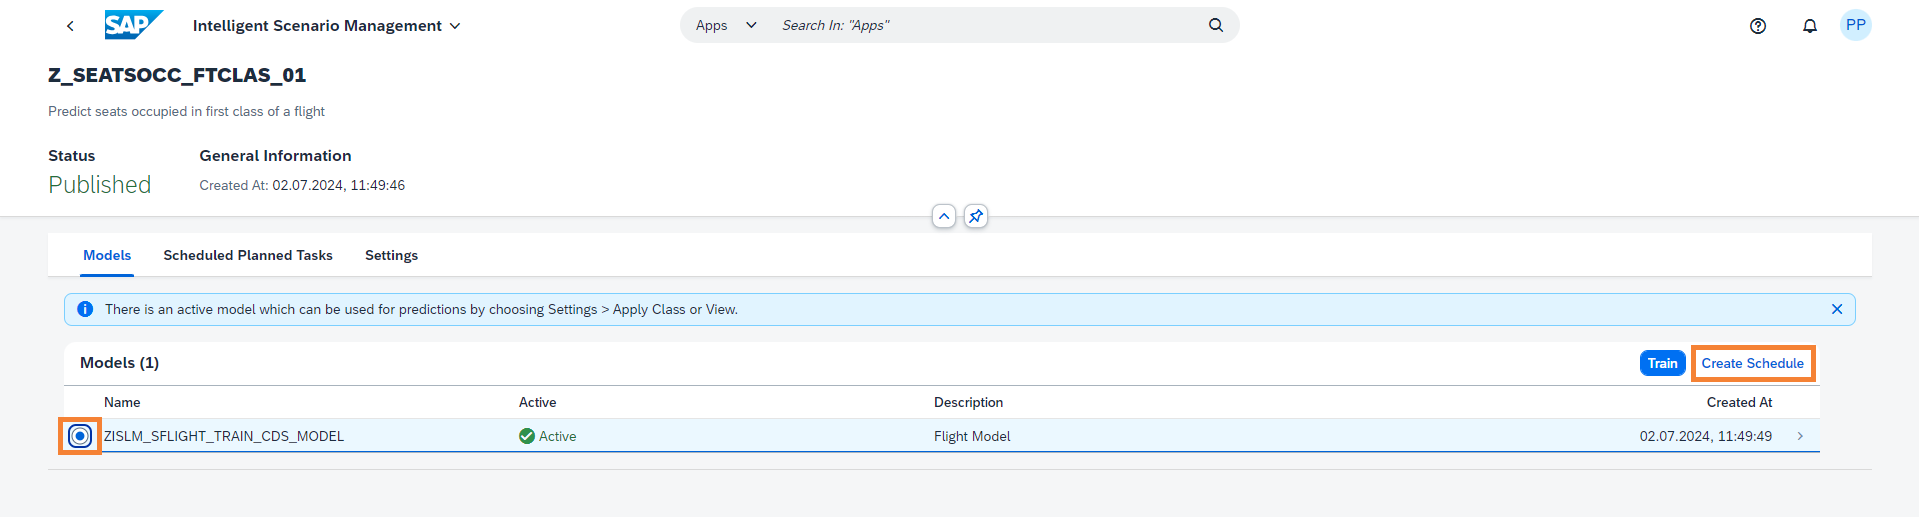 SAP Intelligent Scenario Management Apps Search In: "Apps" PP
Z_SEATSOCC_FTCLAS_01
Predict seats occupied in first class of a flight
Status General Information
Published Created At: 02.07.2024, 11:49:46
Models Scheduled Planned Tasks Settings
There is an active model which can be used for predictions by choosing Settings > Apply Class or View.
Models (1) Train Create Schedule
Name Active Description Created At
ZISLM_SFLIGHT_TRAIN_CDS_MODEL Active Flight Model 02.07.2024, 11:49:49